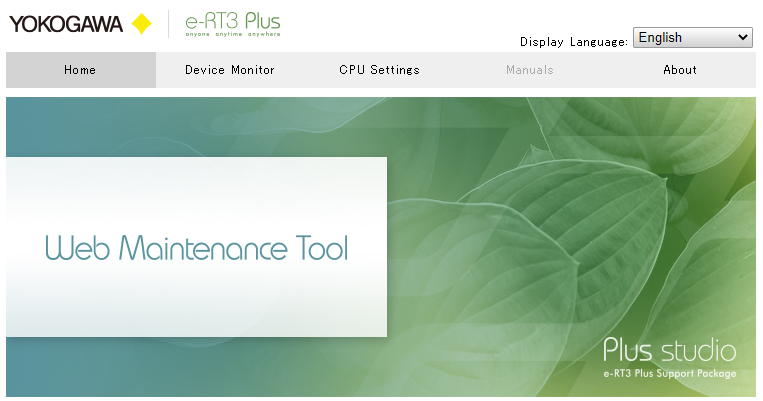 YOKOGAWA
e-RT3 Plus
anyone anytime anywhere
Display Language: English
Home Device Monitor CPU Settings Manuals About
Web Maintenance Tool
Plus studio
e-RT3 Plus Support Package